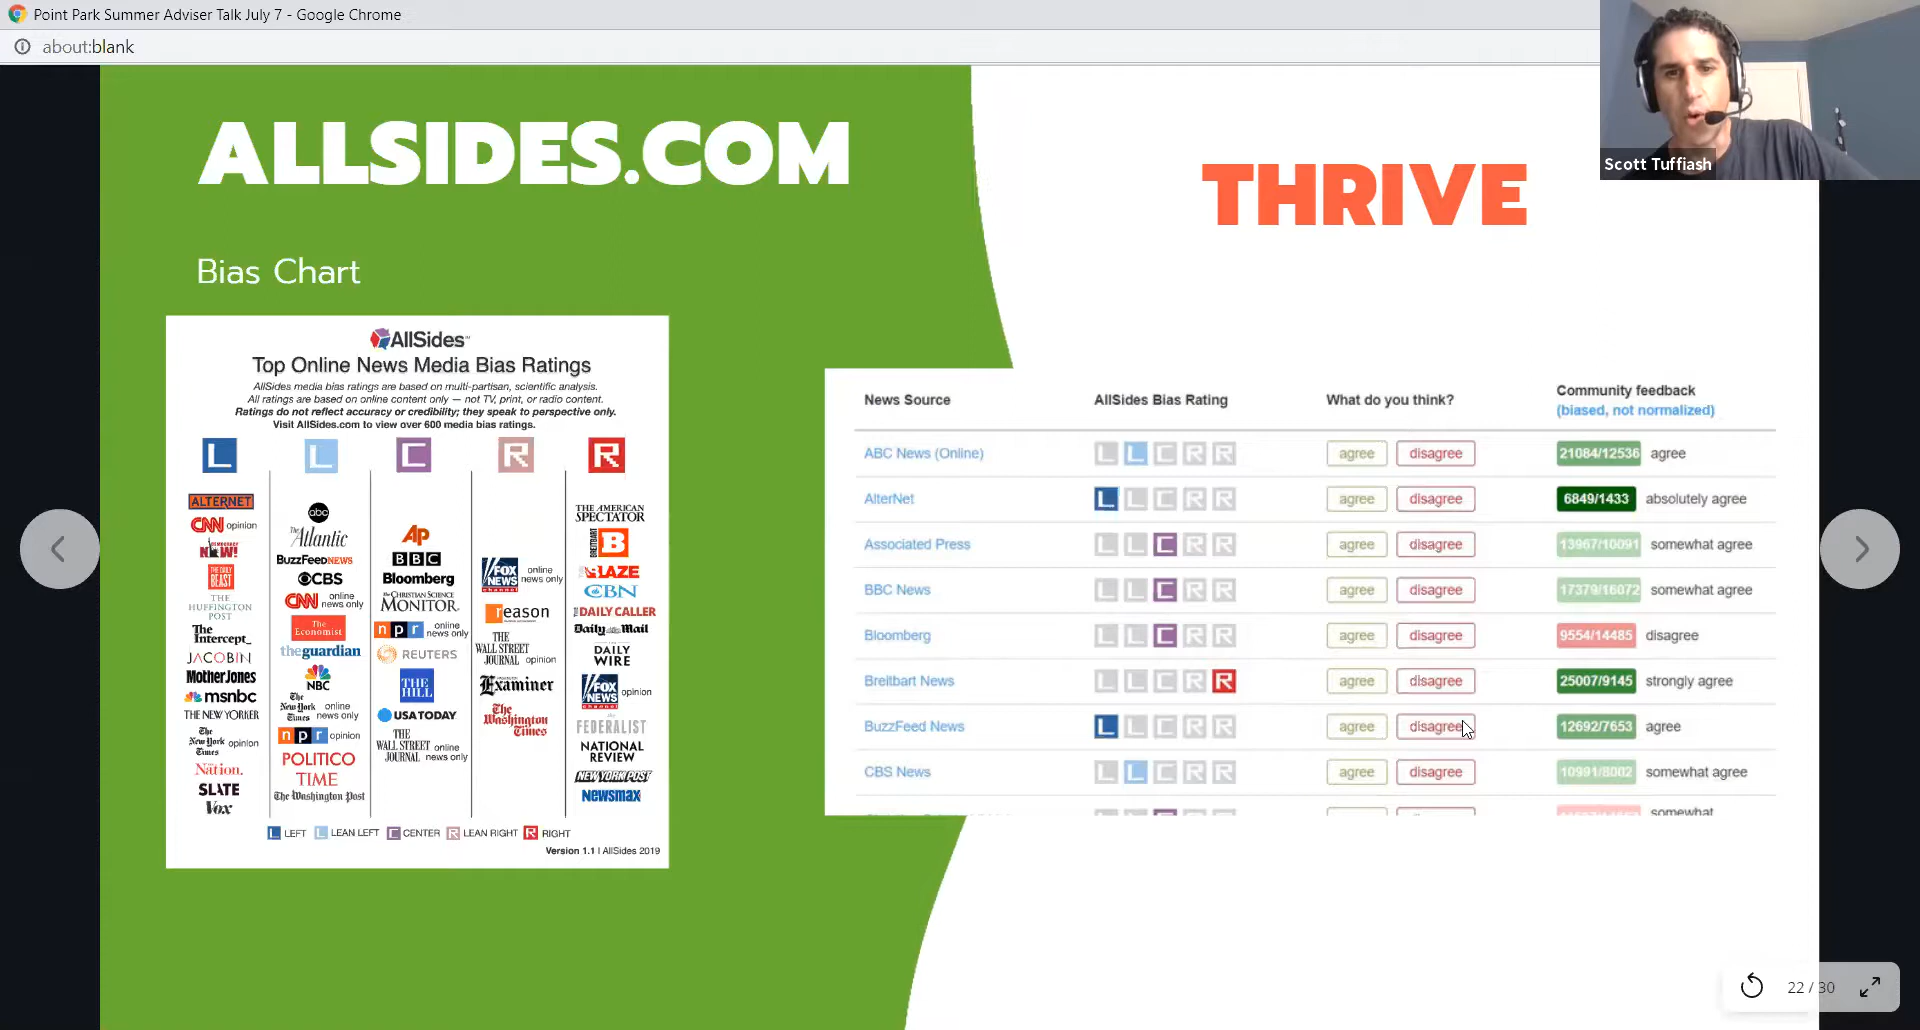 Point Park Summer Adviser Talk July 7 - Google Chrome
about:blank
Scott Tuffiash
ALLSIDES.COM
THRIVE
Bias Chart
AllSides
Top Online News Media Bias Ratings
AllSides media bias ratings are based on multi-partisan, scientific analysis.
All ratings are based on online content only — not TV, print, or radio content.
Ratings do not reflect accuracy or credibility; they speak to perspective only.
Visit AllSides.com to view over 600 media bias ratings.
L L C R R
ALTERNET
CNN opinion
DEMOCRACY NOW!
THE DAILY BEAST
THE HUFFINGTON POST
The Intercept_
JACOBIN
MotherJones
msnbc
THE NEW YORKER
The New York Times opinion
The Nation.
SLATE
Vox
abc
The Atlantic
BUZZFEED NEWS
CBS
CNN online news only
The Economist
theguardian
NBC
The New York Times online news only
npr opinion
POLITICO
TIME
The Washington Post
AP
BBC
Bloomberg
The CHRISTIAN SCIENCE MONITOR
npr online news only
REUTERS
THE HILL
USA TODAY
THE WALL STREET JOURNAL online news only
FOX NEWS channel online news only
reason
THE WALL STREET JOURNAL opinion
Examiner
The Washington Times
THE AMERICAN SPECTATOR
BREITBART B
BLAZE
CBN
THE DAILY CALLER
Daily Mail
DAILY WIRE
FOX NEWS channel opinion
THE FEDERALIST
NATIONAL REVIEW
NEW YORK POST
Newsmax
L LEFT L LEAN LEFT C CENTER R LEAN RIGHT R RIGHT
Version 1.1 | AllSides 2019
News Source AllSides Bias Rating What do you think? Community feedback
(biased, not normalized)
ABC News (Online) L L C R R agree disagree 21084/12536 agree
AlterNet L L C R R agree disagree 6849/1433 absolutely agree
Associated Press L L C R R agree disagree 13967/10091 somewhat agree
BBC News L L C R R agree disagree 17379/16072 somewhat agree
Bloomberg L L C R R agree disagree 9554/14485 disagree
Breitbart News L L C R R agree disagree 25007/9145 strongly agree
BuzzFeed News L L C R R agree disagree 12692/7653 agree
CBS News L L C R R agree disagree 10991/8002 somewhat agree
somewhat
22 / 30